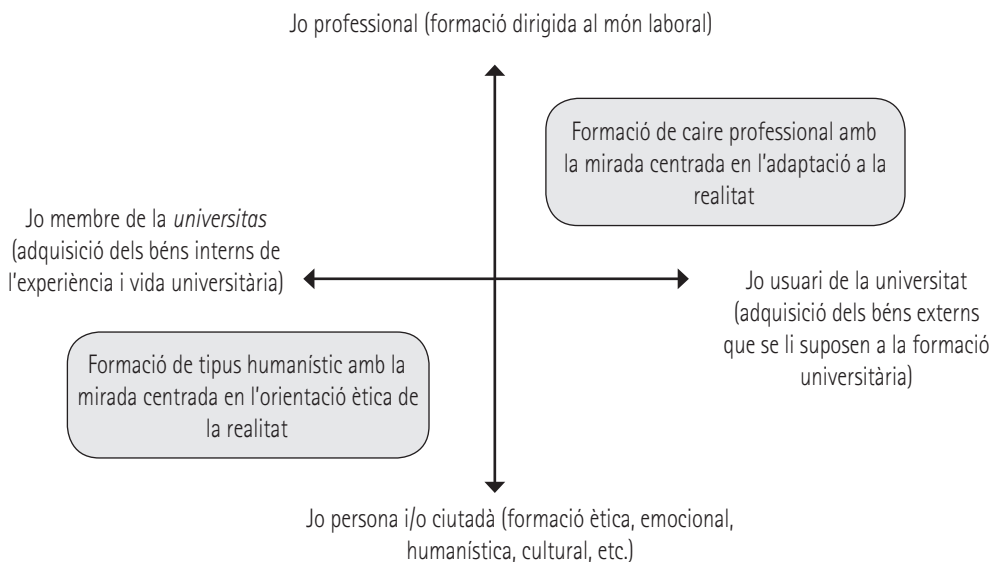 Jo professional (formació dirigida al món laboral)
Formació de caire professional amb
la mirada centrada en l'adaptació a la
realitat
Jo membre de la universitas
(adquisició dels béns interns de
l'experiència i vida universitària)
Jo usuari de la universitat
(adquisició dels béns externs
que se li suposen a la formació
universitària)
Formació de tipus humanístic amb la
mirada centrada en l'orientació ètica de
la realitat
Jo persona i/o ciutadà (formació ètica, emocional,
humanística, cultural, etc.)